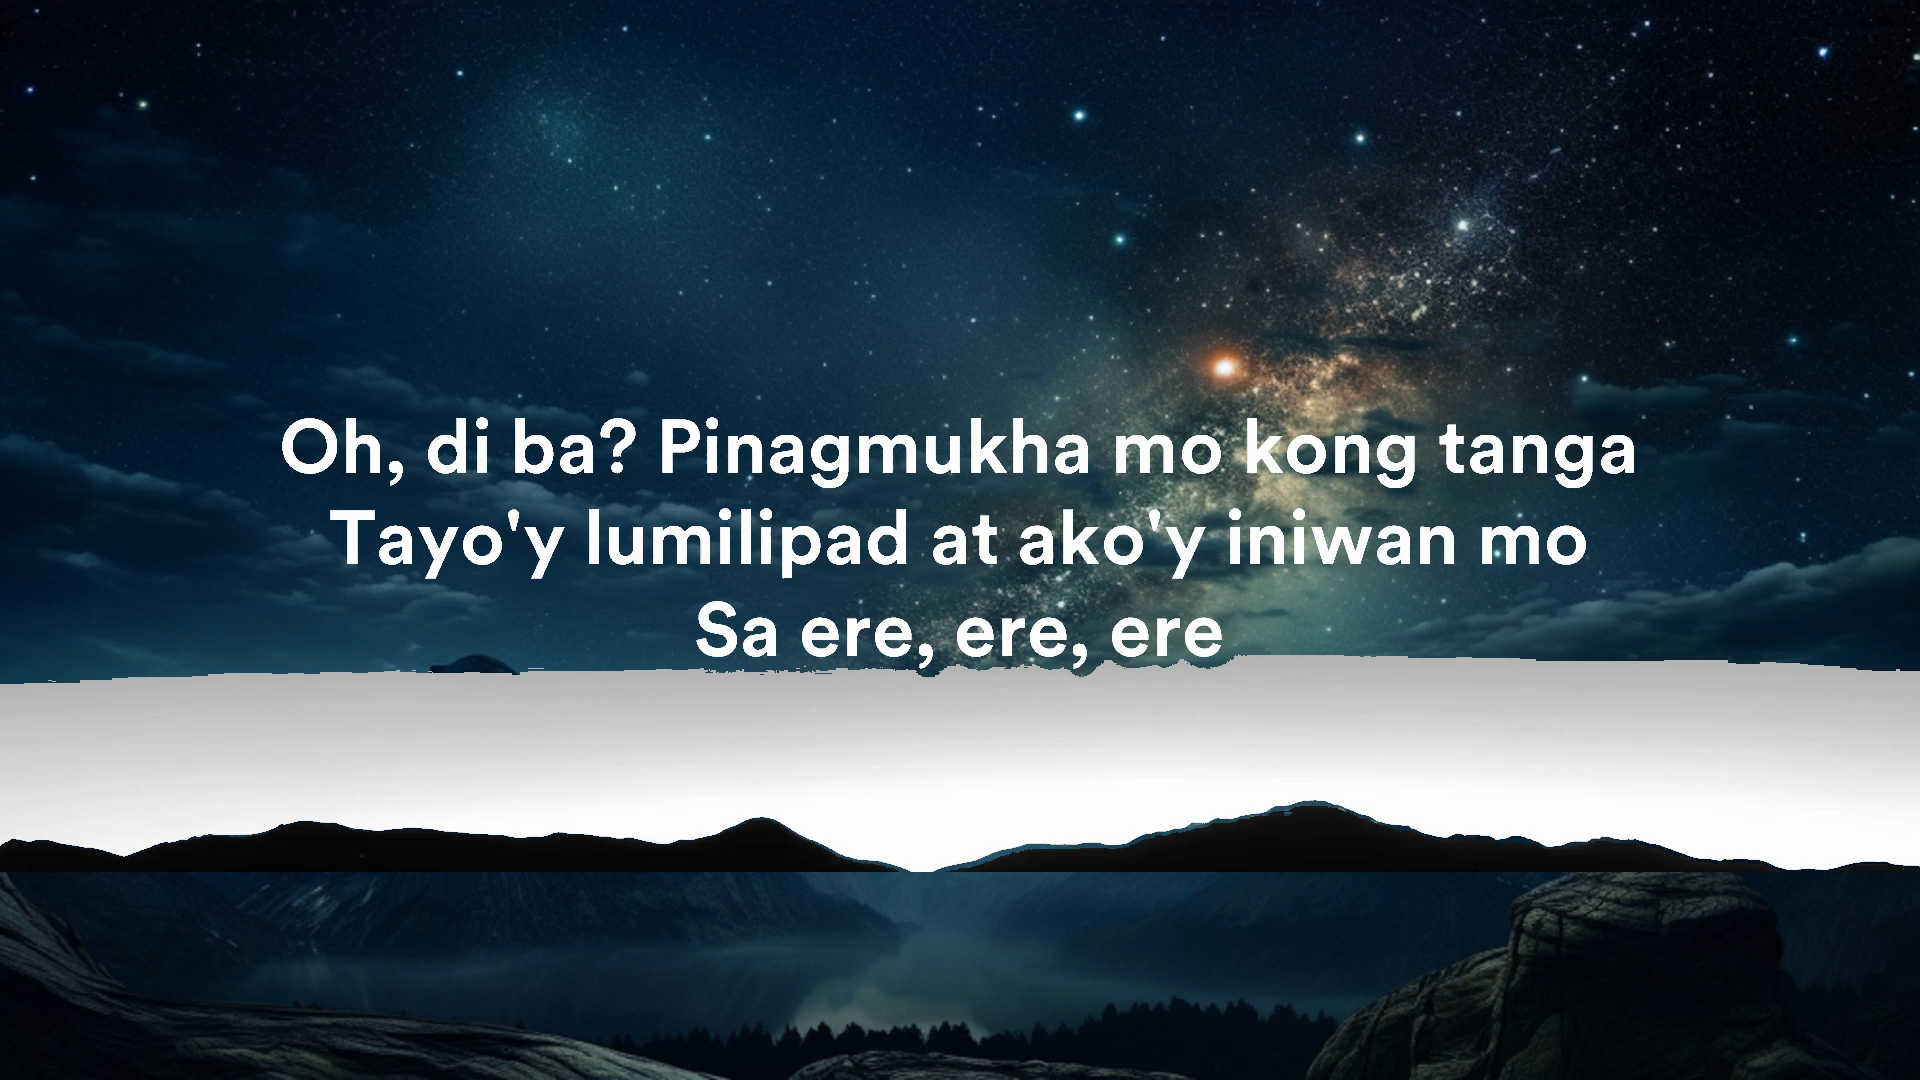 Oh, di ba? Pinagmukha mo kong tanga
Tayo'y lumilipad at ako'y iniwan mo
Sa ere, ere, ere